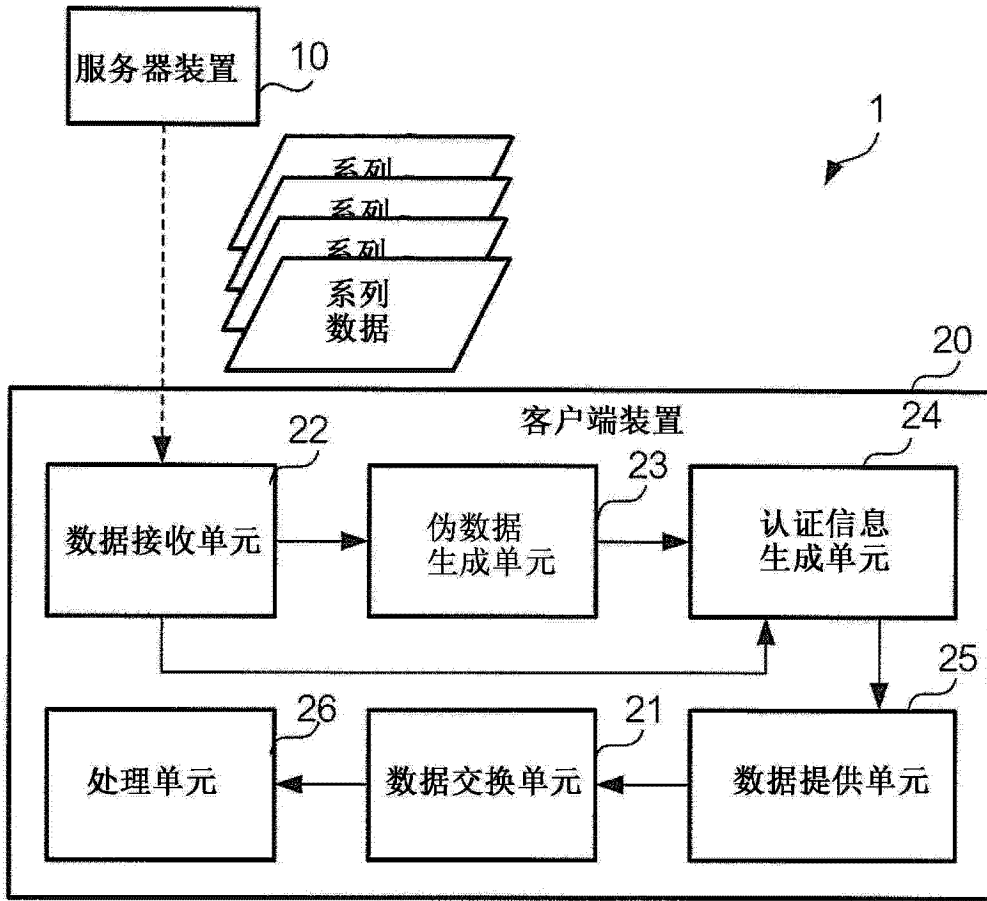 服务器装置
10
1
系列
系列
系列
系列
数据
20
客户端装置
22
23
24
数据接收单元
伪数据
生成单元
认证信息
生成单元
26
21
25
处理单元
数据交换单元
数据提供单元